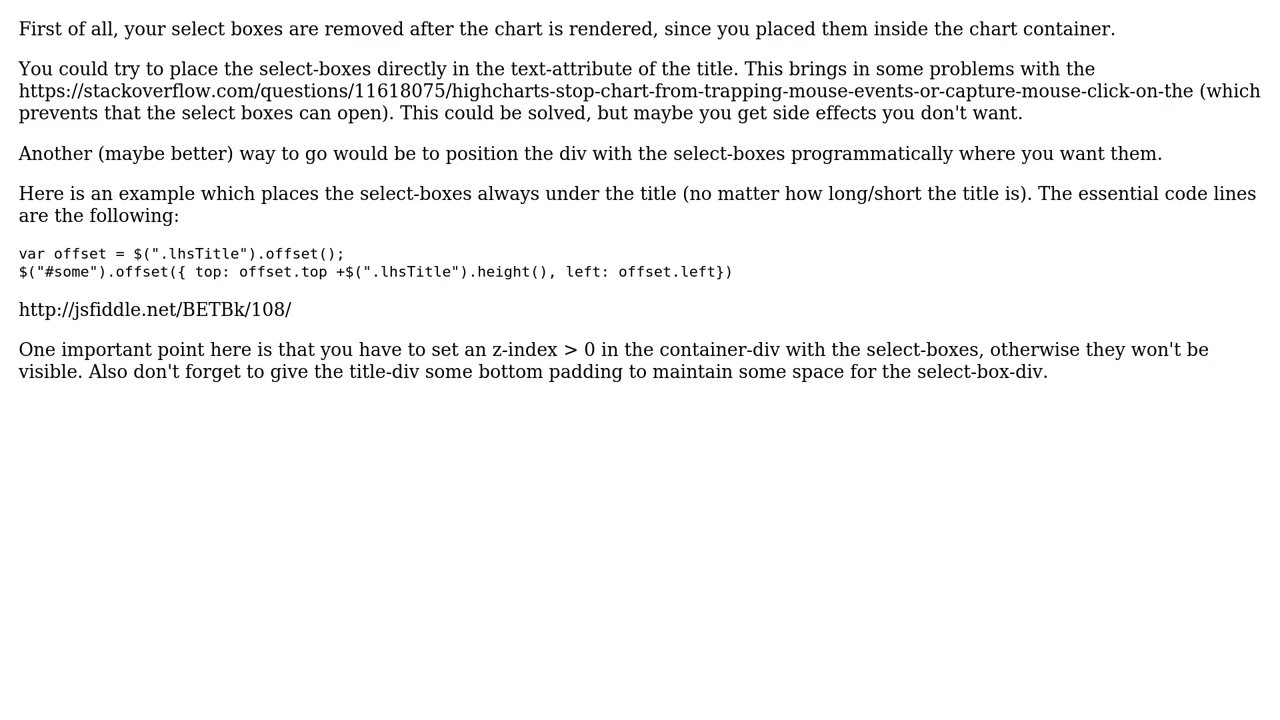 First of all, your select boxes are removed after the chart is rendered, since you placed them inside the chart container.
You could try to place the select-boxes directly in the text-attribute of the title. This brings in some problems with the
https://stackoverflow.com/questions/11618075/highcharts-stop-chart-from-trapping-mouse-events-or-capture-mouse-click-on-the (which
prevents that the select boxes can open). This could be solved, but maybe you get side effects you don't want.
Another (maybe better) way to go would be to position the div with the select-boxes programmatically where you want them.
Here is an example which places the select-boxes always under the title (no matter how long/short the title is). The essential code lines
are the following:
var offset = $(".lhsTitle").offset();
$("#some").offset({ top: offset.top +$(".lhsTitle").height(), left: offset.left})
http://jsfiddle.net/BETBk/108/
One important point here is that you have to set an z-index > 0 in the container-div with the select-boxes, otherwise they won't be
visible. Also don't forget to give the title-div some bottom padding to maintain some space for the select-box-div.